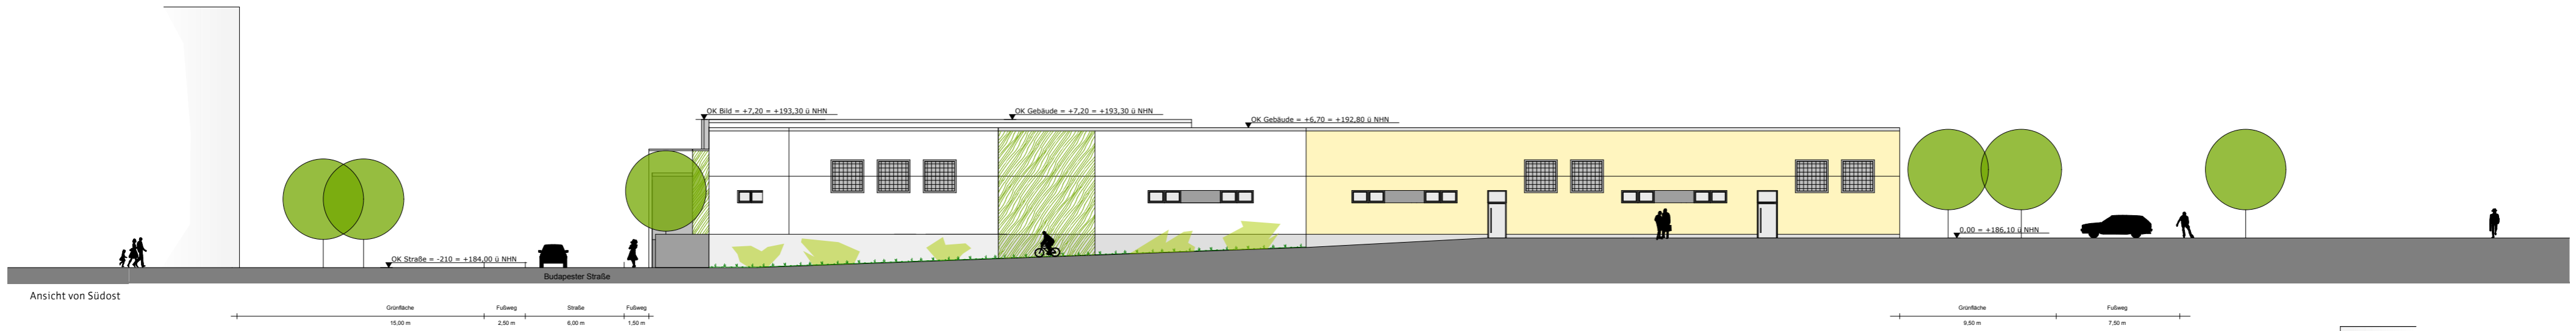 OK Bild = +7,20 = +193,30 ü NHN
OK Gebäude = +7,20 = +193,30 ü NHN
OK Gebäude = +6,70 = +192,80 ü NHN
0,00 = +186,10 ü NHN
OK Straße = -210 = +184,00 ü NHN
Budapester Straße
Ansicht von Südost
Grünfläche Fußweg Straße Fußweg Grünfläche Fußweg
15,00 m 2,50 m 6,00 m 1,50 m 9,50 m 7,50 m